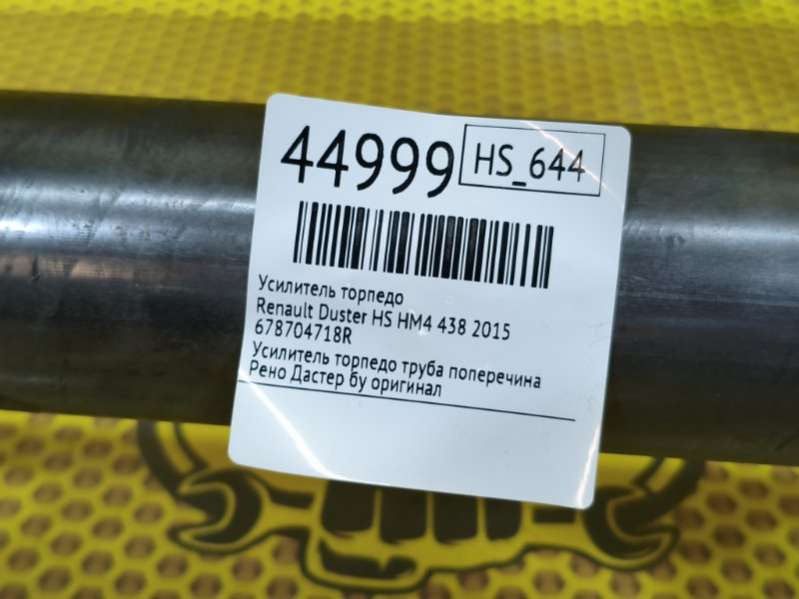 44999 HS_644
Усилитель торпедо
Renault Duster HS HM4 438 2015
678704718R
Усилитель торпедо труба поперечина
Рено Дастер бу оригинал